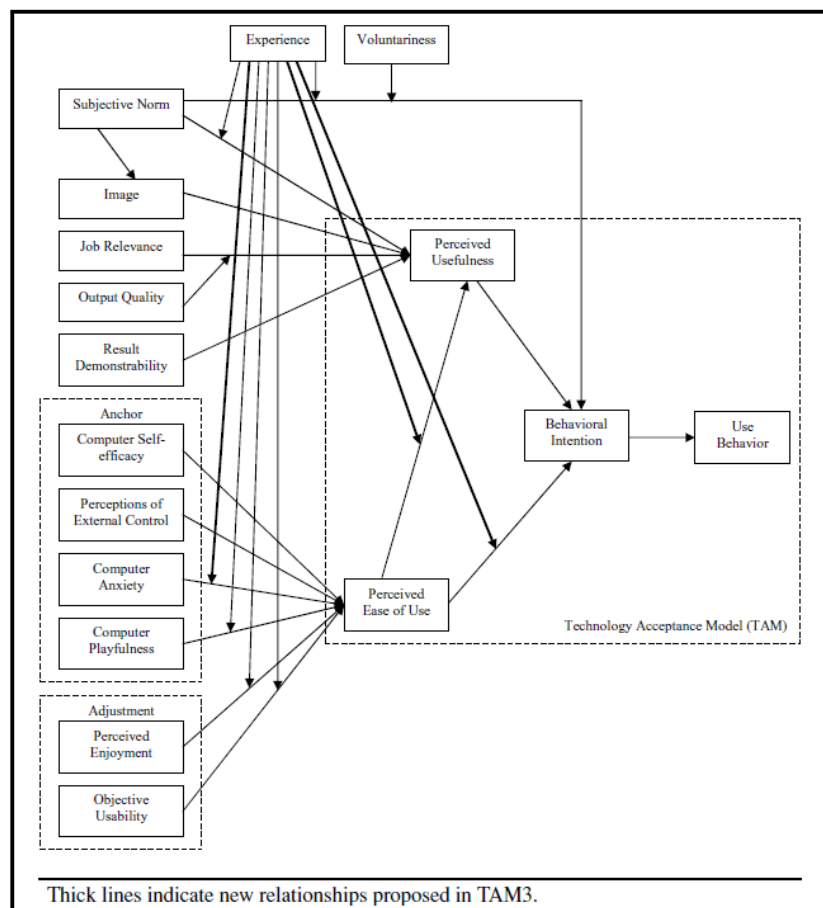 Experience
Voluntariness
Subjective Norm
Image
Job Relevance
Output Quality
Result
Demonstrability
Perceived
Usefulness
Anchor
Computer Self-
efficacy
Perceptions of
External Control
Computer
Anxiety
Computer
Playfulness
Behavioral
Intention
Use
Behavior
Perceived
Ease of Use
Technology Acceptance Model (TAM)
Adjustment
Perceived
Enjoyment
Objective
Usability
Thick lines indicate new relationships proposed in TAM3.